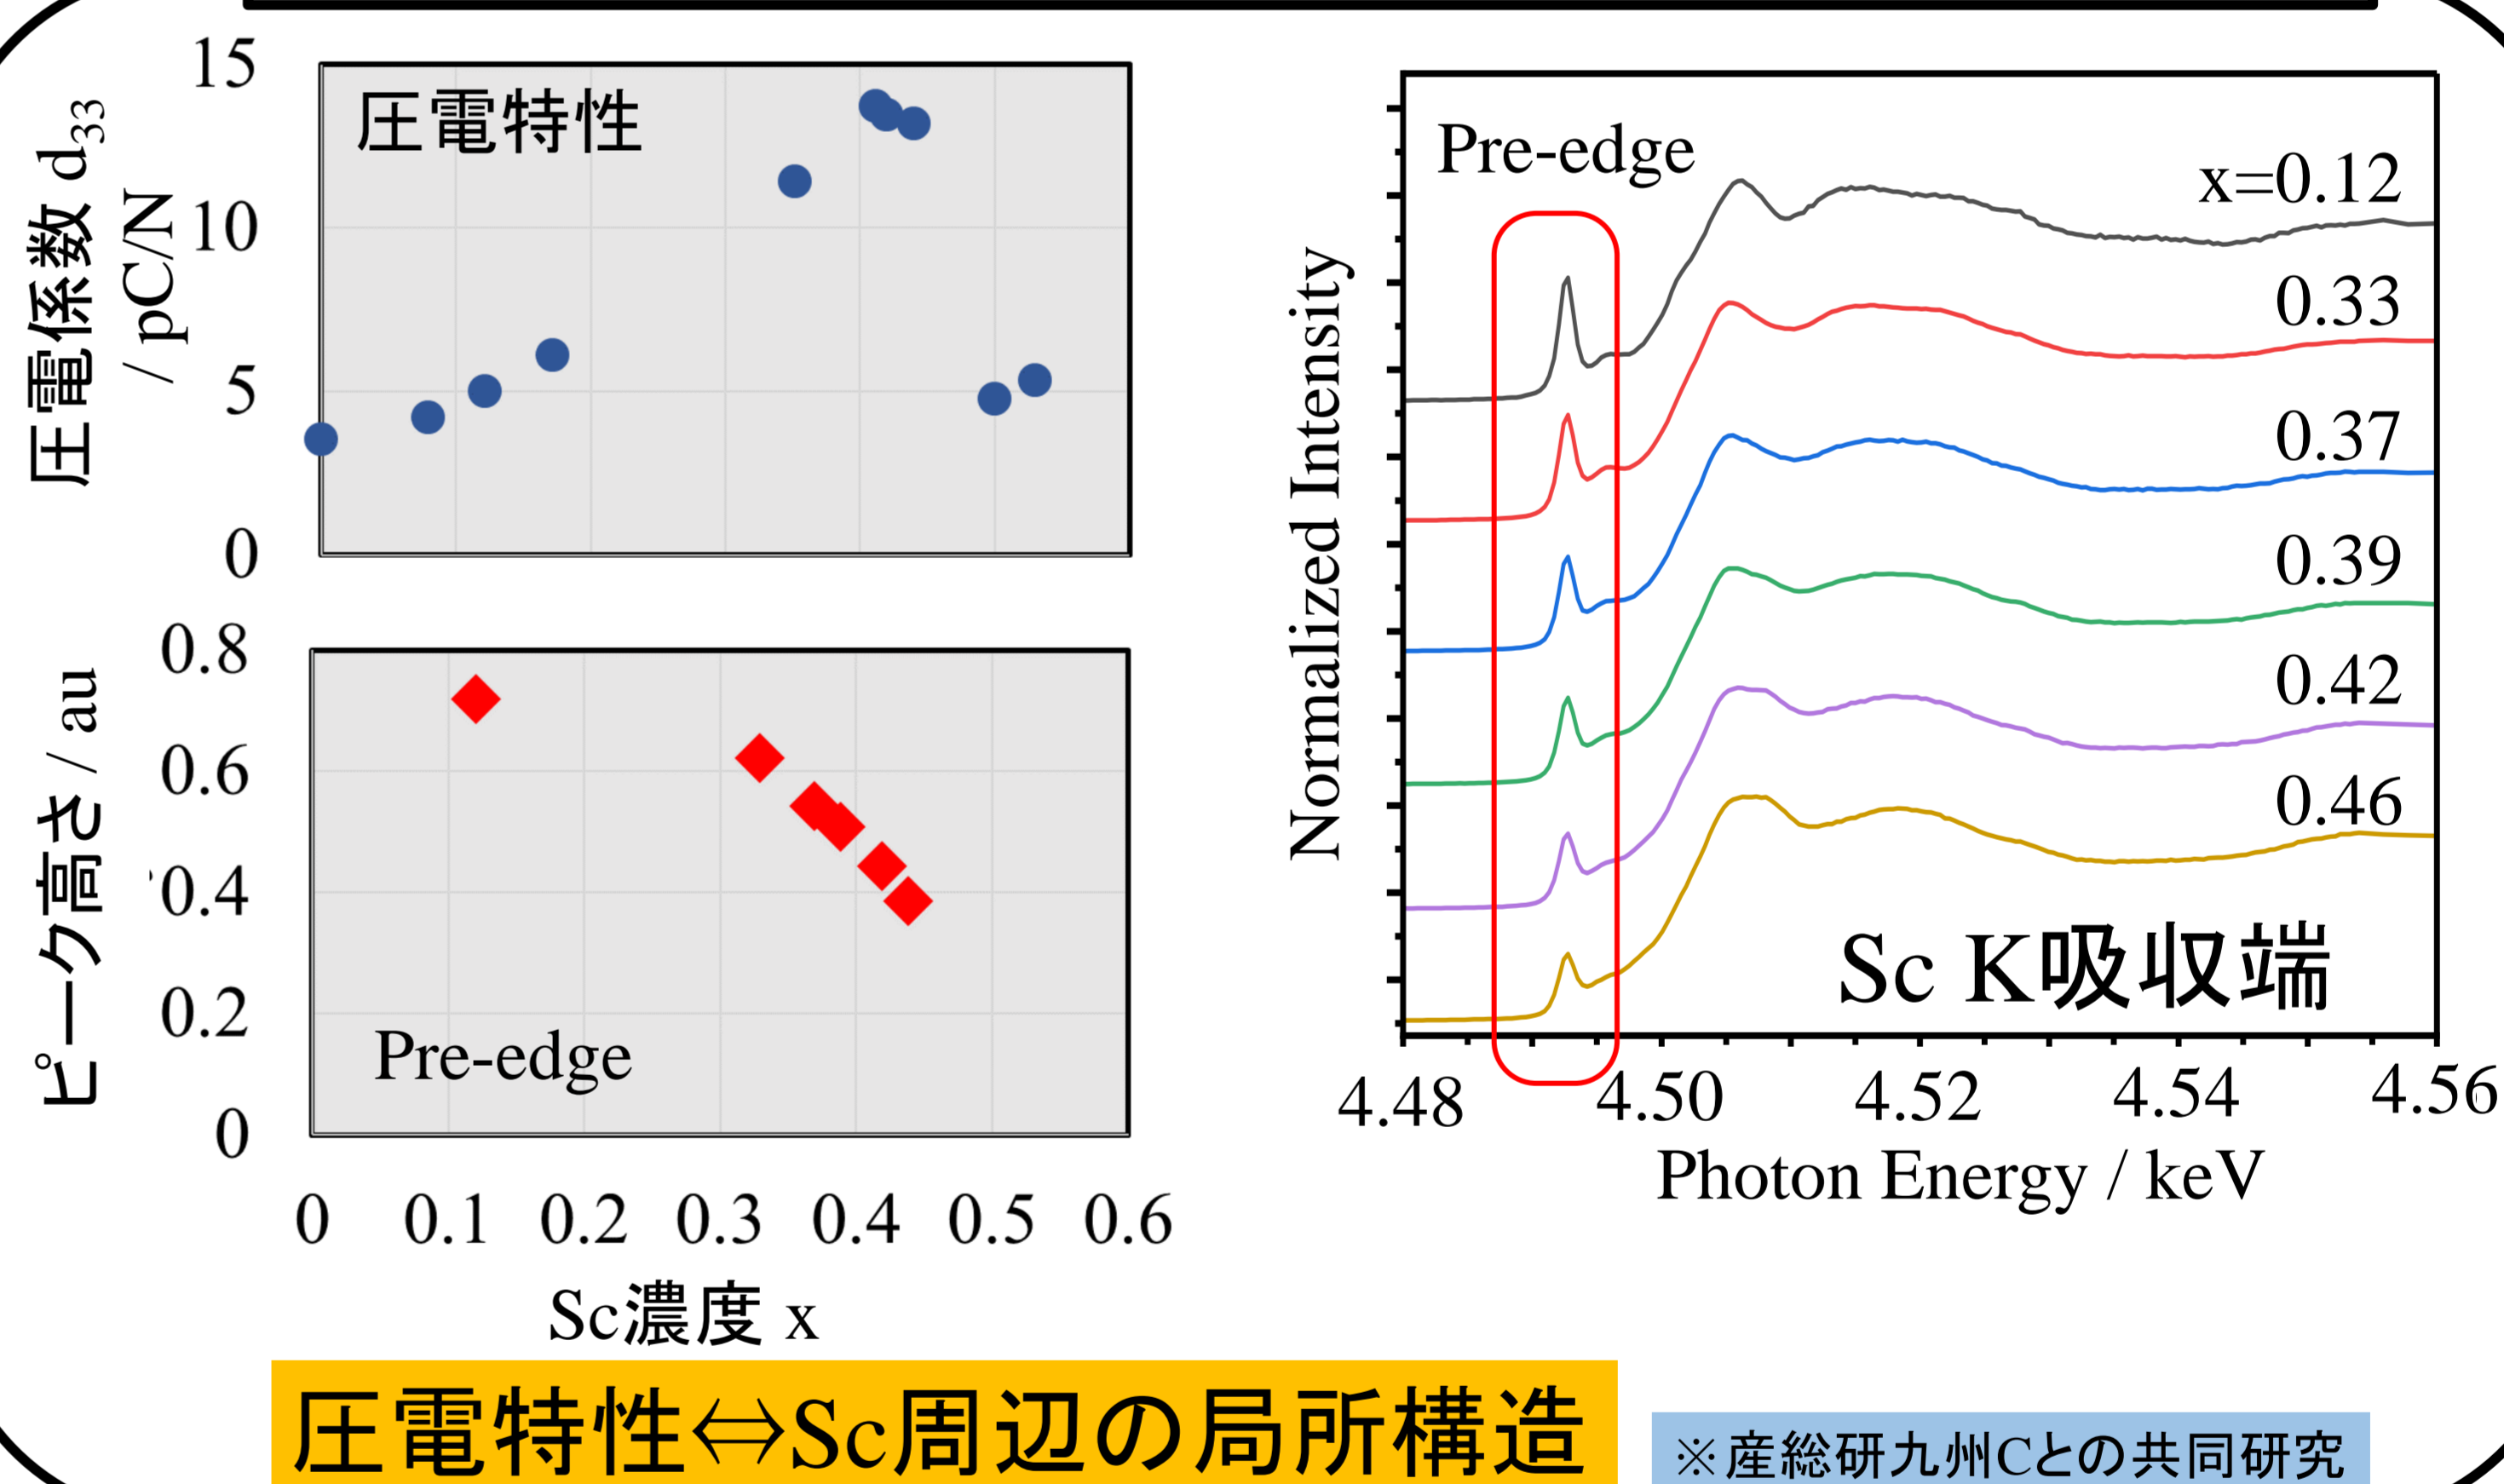 15
10
5
0
圧電係数 d33
/ pC/N
圧電特性
0.8
0.6
0.4
0.2
0
ピーク高さ / au
Pre-edge
0 0.1 0.2 0.3 0.4 0.5 0.6
Sc濃度 x
Pre-edge
x=0.12
0.33
0.37
0.39
0.42
0.46
Sc K吸収端
Normalized Intensity
4.48 4.50 4.52 4.54 4.56
Photon Energy / keV
圧電特性⇔Sc周辺の局所構造
※産総研九州Cとの共同研究